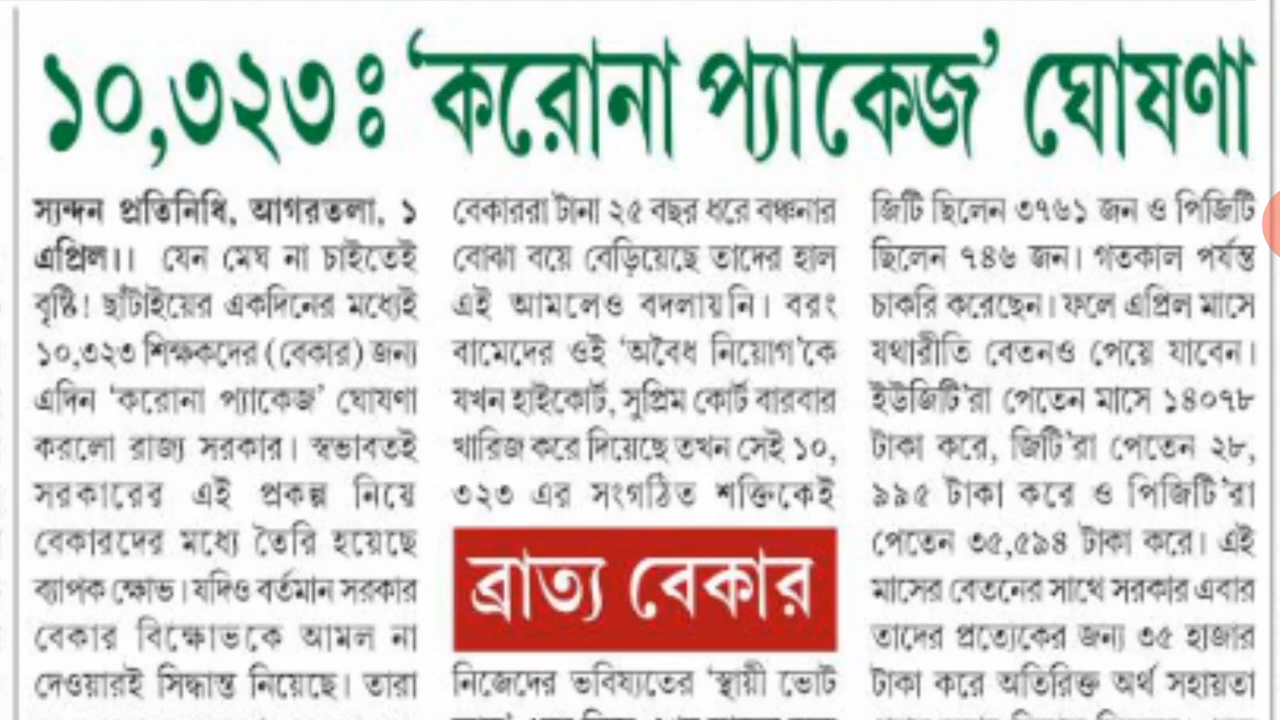 ১০,৩২৩ঃ ‘করোনা প্যাকেজ’ ঘোষণা
স্যন্দন প্রতিনিধি, আগরতলা, ১
এপ্রিল।। যেন মেঘ না চাইতেই
বৃষ্টি! ছাঁটাইয়ের একদিনের মধ্যেই
১০,৩২৩ শিক্ষকদের (বেকার) জন্য
এদিন ‘করোনা প্যাকেজ’ ঘোষণা
করলো রাজ্য সরকার। স্বভাবতই
সরকারের এই প্রকল্প নিয়ে
বেকারদের মধ্যে তৈরি হয়েছে
ব্যাপক ক্ষোভ। যদিও বর্তমান সরকার
বেকার বিক্ষোভকে আমল না
দেওয়ারই সিদ্ধান্ত নিয়েছে। তারা
বেকাররা টানা ২৫ বছর ধরে বঞ্চনার
বোঝা বয়ে বেড়িয়েছে তাদের হাল
এই আমলেও বদলায়নি। বরং
বামেদের ওই ‘অবৈধ নিয়োগ’কে
যখন হাইকোর্ট, সুপ্রিম কোর্ট বারবার
খারিজ করে দিয়েছে তখন সেই ১০,
৩২৩ এর সংগঠিত শক্তিকেই
ব্রাত্য বেকার
নিজেদের ভবিষ্যতের ‘স্থায়ী ভোট
জিটি ছিলেন ৩৭৬১ জন ও পিজিটি
ছিলেন ৭৪৬ জন। গতকাল পর্যন্ত
চাকরি করেছেন। ফলে এপ্রিল মাসে
যথারীতি বেতনও পেয়ে যাবেন।
ইউজিটি’রা পেতেন মাসে ১৪০৭৮
টাকা করে, জিটি’রা পেতেন ২৮,
৯৯৫ টাকা করে ও পিজিটি’রা
পেতেন ৩৫,৫৯৪ টাকা করে। এই
মাসের বেতনের সাথে সরকার এবার
তাদের প্রত্যেকের জন্য ৩৫ হাজার
টাকা করে অতিরিক্ত অর্থ সহায়তা